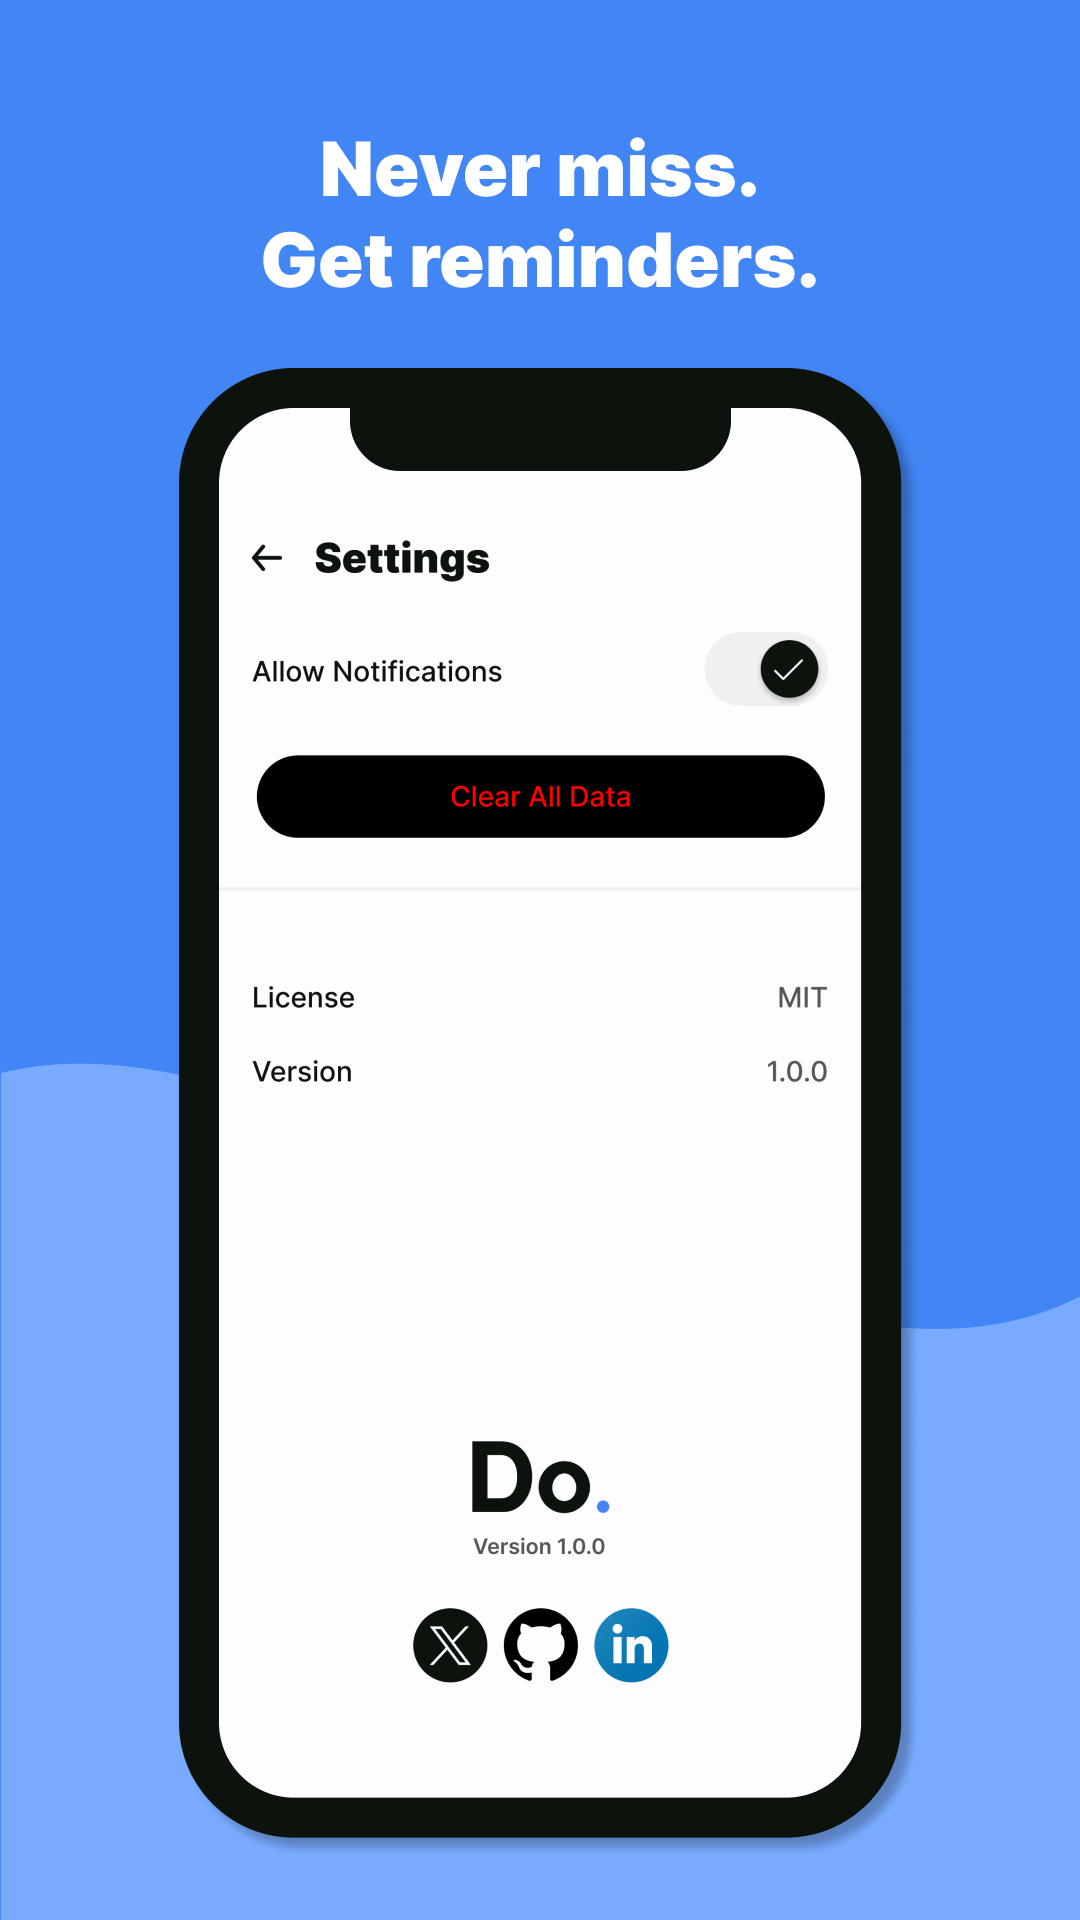 Never miss.
Get reminders.
Settings
Allow Notifications
Clear All Data
License MIT
Version 1.0.0
Do.
Version 1.0.0
X
in